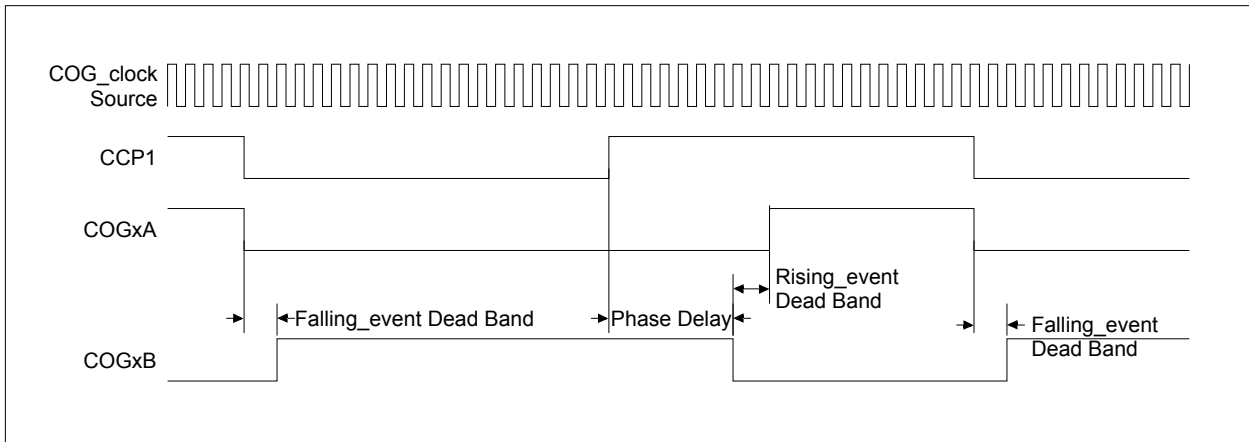 COG_clock
Source
CCP1
COGxA
Rising_event
Dead Band
Falling_event Dead Band
Phase Delay
Falling_event
Dead Band
COGxB